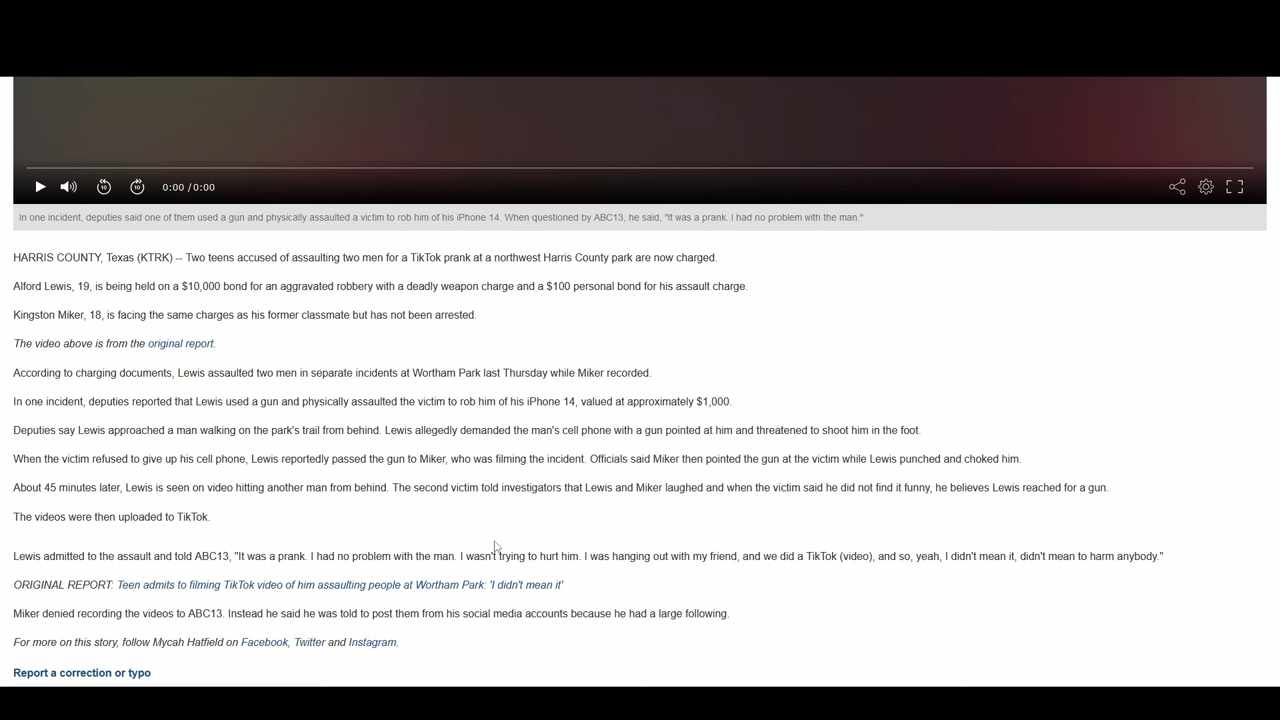 10 10 0:00 / 0:00
In one incident, deputies said one of them used a gun and physically assaulted a victim to rob him of his iPhone 14. When questioned by ABC13, he said, "It was a prank. I had no problem with the man."
HARRIS COUNTY, Texas (KTRK) -- Two teens accused of assaulting two men for a TikTok prank at a northwest Harris County park are now charged.
Alford Lewis, 19, is being held on a $10,000 bond for an aggravated robbery with a deadly weapon charge and a $100 personal bond for his assault charge.
Kingston Miker, 18, is facing the same charges as his former classmate but has not been arrested.
The video above is from the original report.
According to charging documents, Lewis assaulted two men in separate incidents at Wortham Park last Thursday while Miker recorded.
In one incident, deputies reported that Lewis used a gun and physically assaulted the victim to rob him of his iPhone 14, valued at approximately $1,000.
Deputies say Lewis approached a man walking on the park's trail from behind. Lewis allegedly demanded the man's cell phone with a gun pointed at him and threatened to shoot him in the foot.
When the victim refused to give up his cell phone, Lewis reportedly passed the gun to Miker, who was filming the incident. Officials said Miker then pointed the gun at the victim while Lewis punched and choked him.
About 45 minutes later, Lewis is seen on video hitting another man from behind. The second victim told investigators that Lewis and Miker laughed and when the victim said he did not find it funny, he believes Lewis reached for a gun.
The videos were then uploaded to TikTok.
Lewis admitted to the assault and told ABC13, "It was a prank. I had no problem with the man. I wasn't trying to hurt him. I was hanging out with my friend, and we did a TikTok (video), and so, yeah, I didn't mean it, didn't mean to harm anybody."
ORIGINAL REPORT: Teen admits to filming TikTok video of him assaulting people at Wortham Park: 'I didn't mean it'
Miker denied recording the videos to ABC13. Instead he said he was told to post them from his social media accounts because he had a large following.
For more on this story, follow Mycah Hatfield on Facebook, Twitter and Instagram.
Report a correction or typo